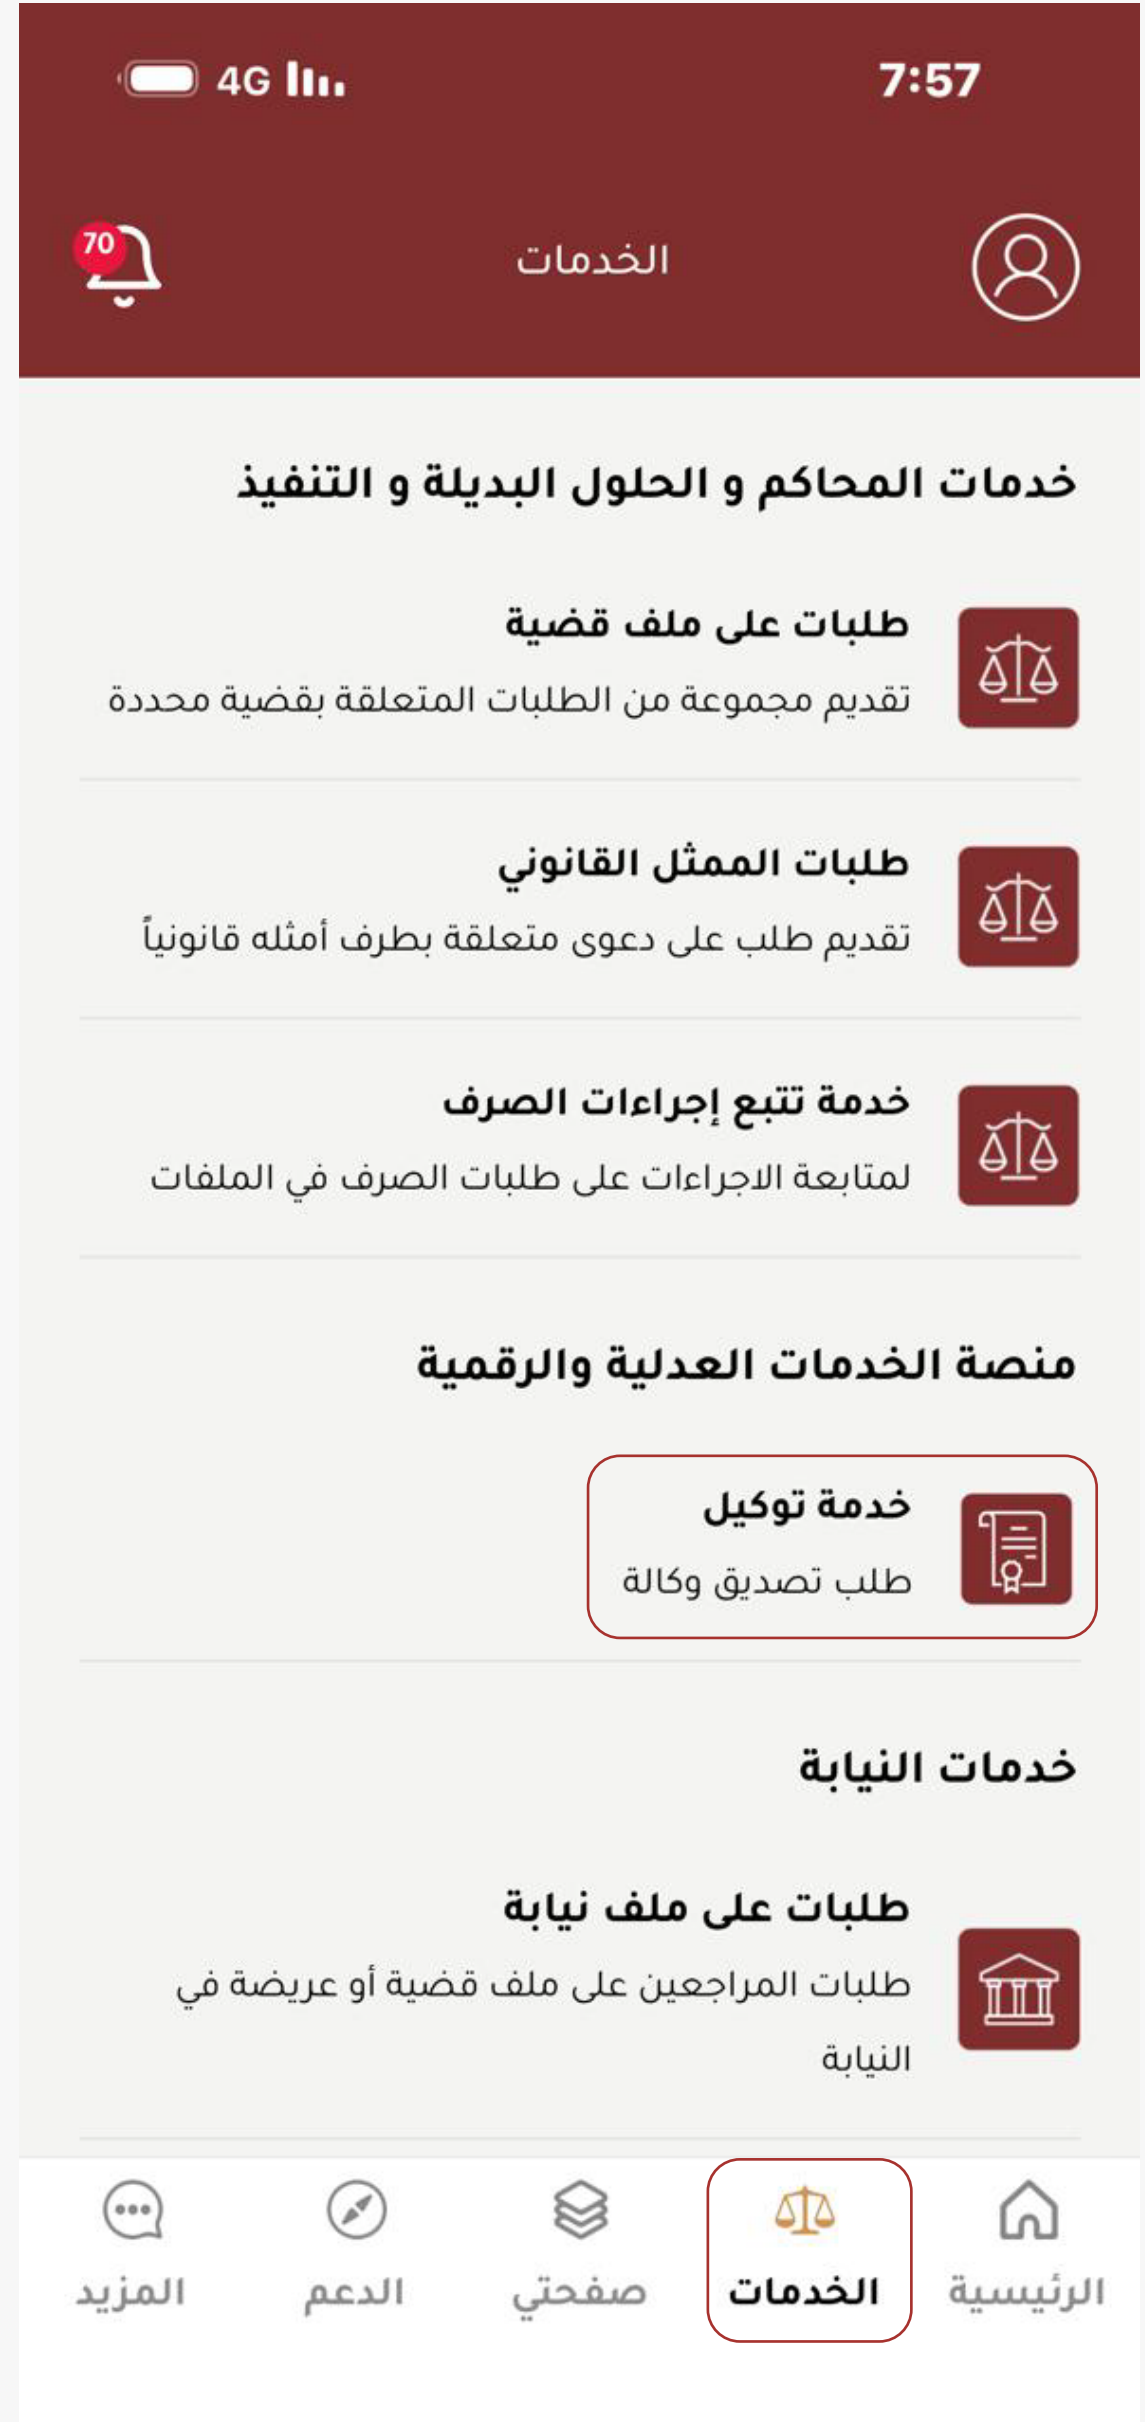 7:57
4G
الخدمات
70
خدمات المحاكم و الحلول البديلة و التنفيذ
طلبات على ملف قضية
تقديم مجموعة من الطلبات المتعلقة بقضية محددة
طلبات الممثل القانوني
تقديم طلب على دعوى متعلقة بطرف أمثله قانونياً
خدمة تتبع إجراءات الصرف
لمتابعة الاجراءات على طلبات الصرف في الملفات
منصة الخدمات العدلية والرقمية
خدمة توكيل
طلب تصديق وكالة
خدمات النيابة
طلبات على ملف نيابة
طلبات المراجعين على ملف قضية أو عريضة في
النيابة
الرئيسية
الخدمات
صفحتي
الدعم
المزيد